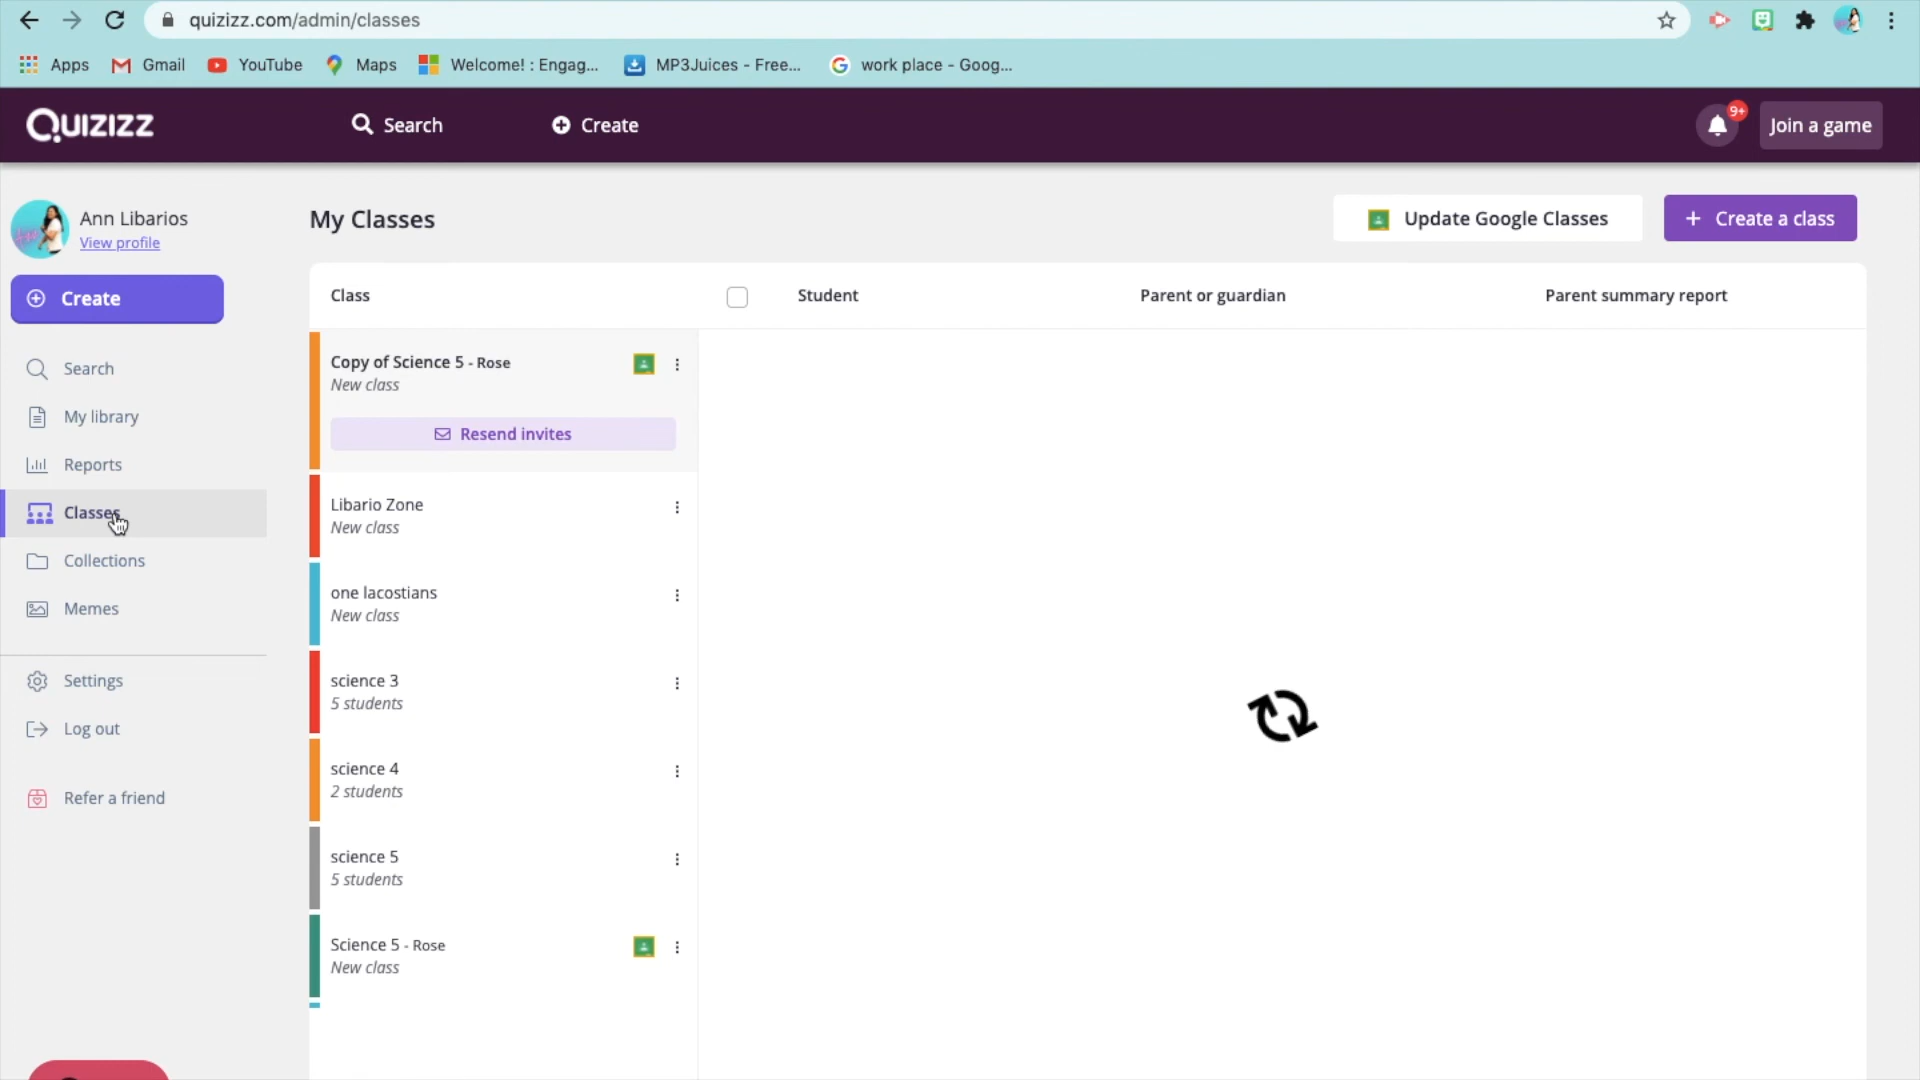 quizizz.com/admin/classes
Apps Gmail YouTube Maps Welcome! : Engag... MP3Juices - Free... work place - Goog...
QUIZIZZ Search Create 9+ Join a game
Ann Libarios
View profile
Create
Search
My library
Reports
Classes
Collections
Memes
Settings
Log out
Refer a friend
My Classes Update Google Classes + Create a class
Class Student Parent or guardian Parent summary report
Copy of Science 5 - Rose
New class
Resend invites
Libario Zone
New class
one lacostians
New class
science 3
5 students
science 4
2 students
science 5
5 students
Science 5 - Rose
New class